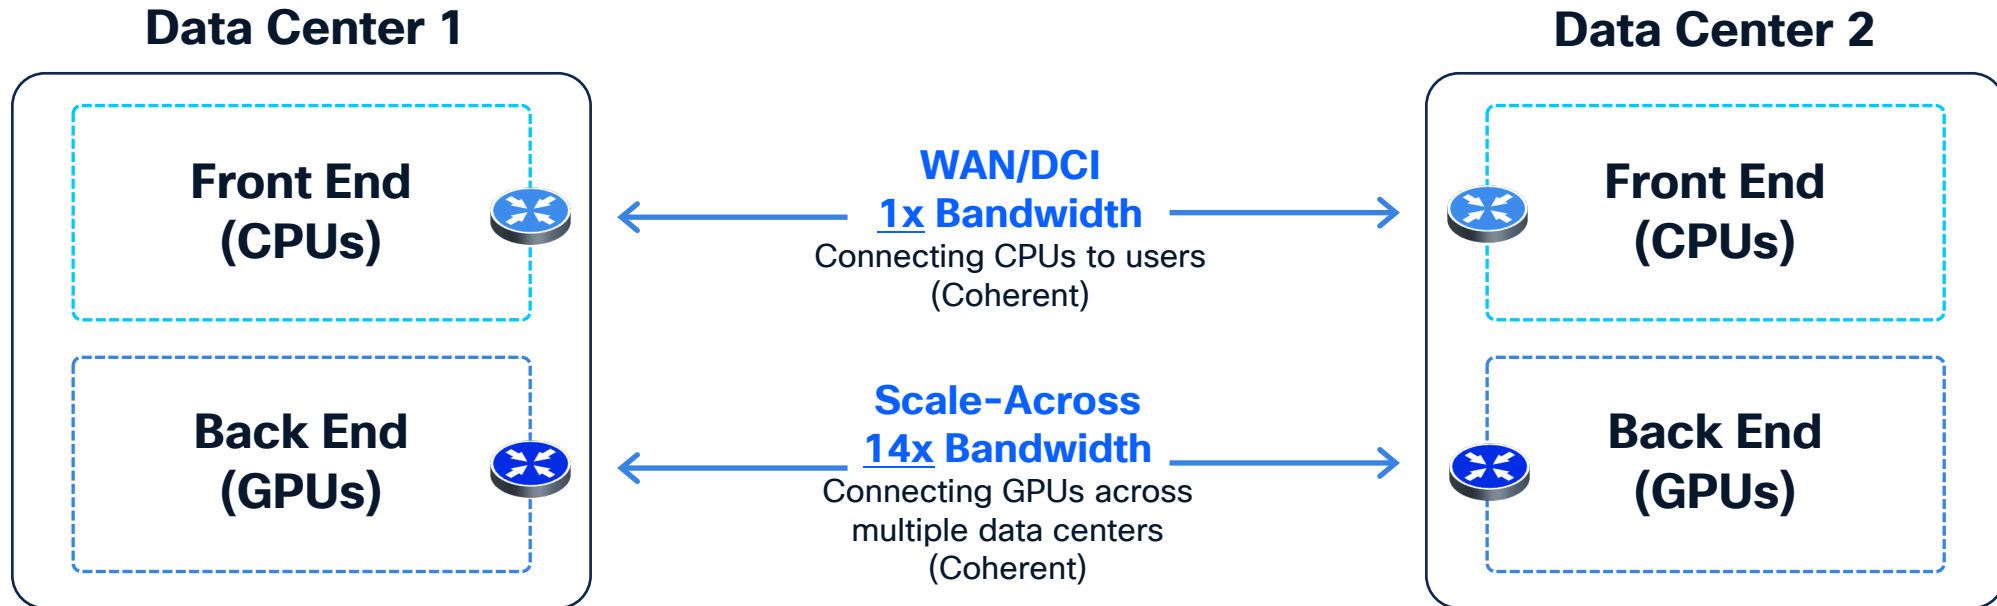 Data Center 1
Data Center 2
Front End
(CPUs)
WAN/DCI
1x Bandwidth
Connecting CPUs to users
(Coherent)
Front End
(CPUs)
Back End
(GPUs)
Scale-Across
14x Bandwidth
Connecting GPUs across
multiple data centers
(Coherent)
Back End
(GPUs)